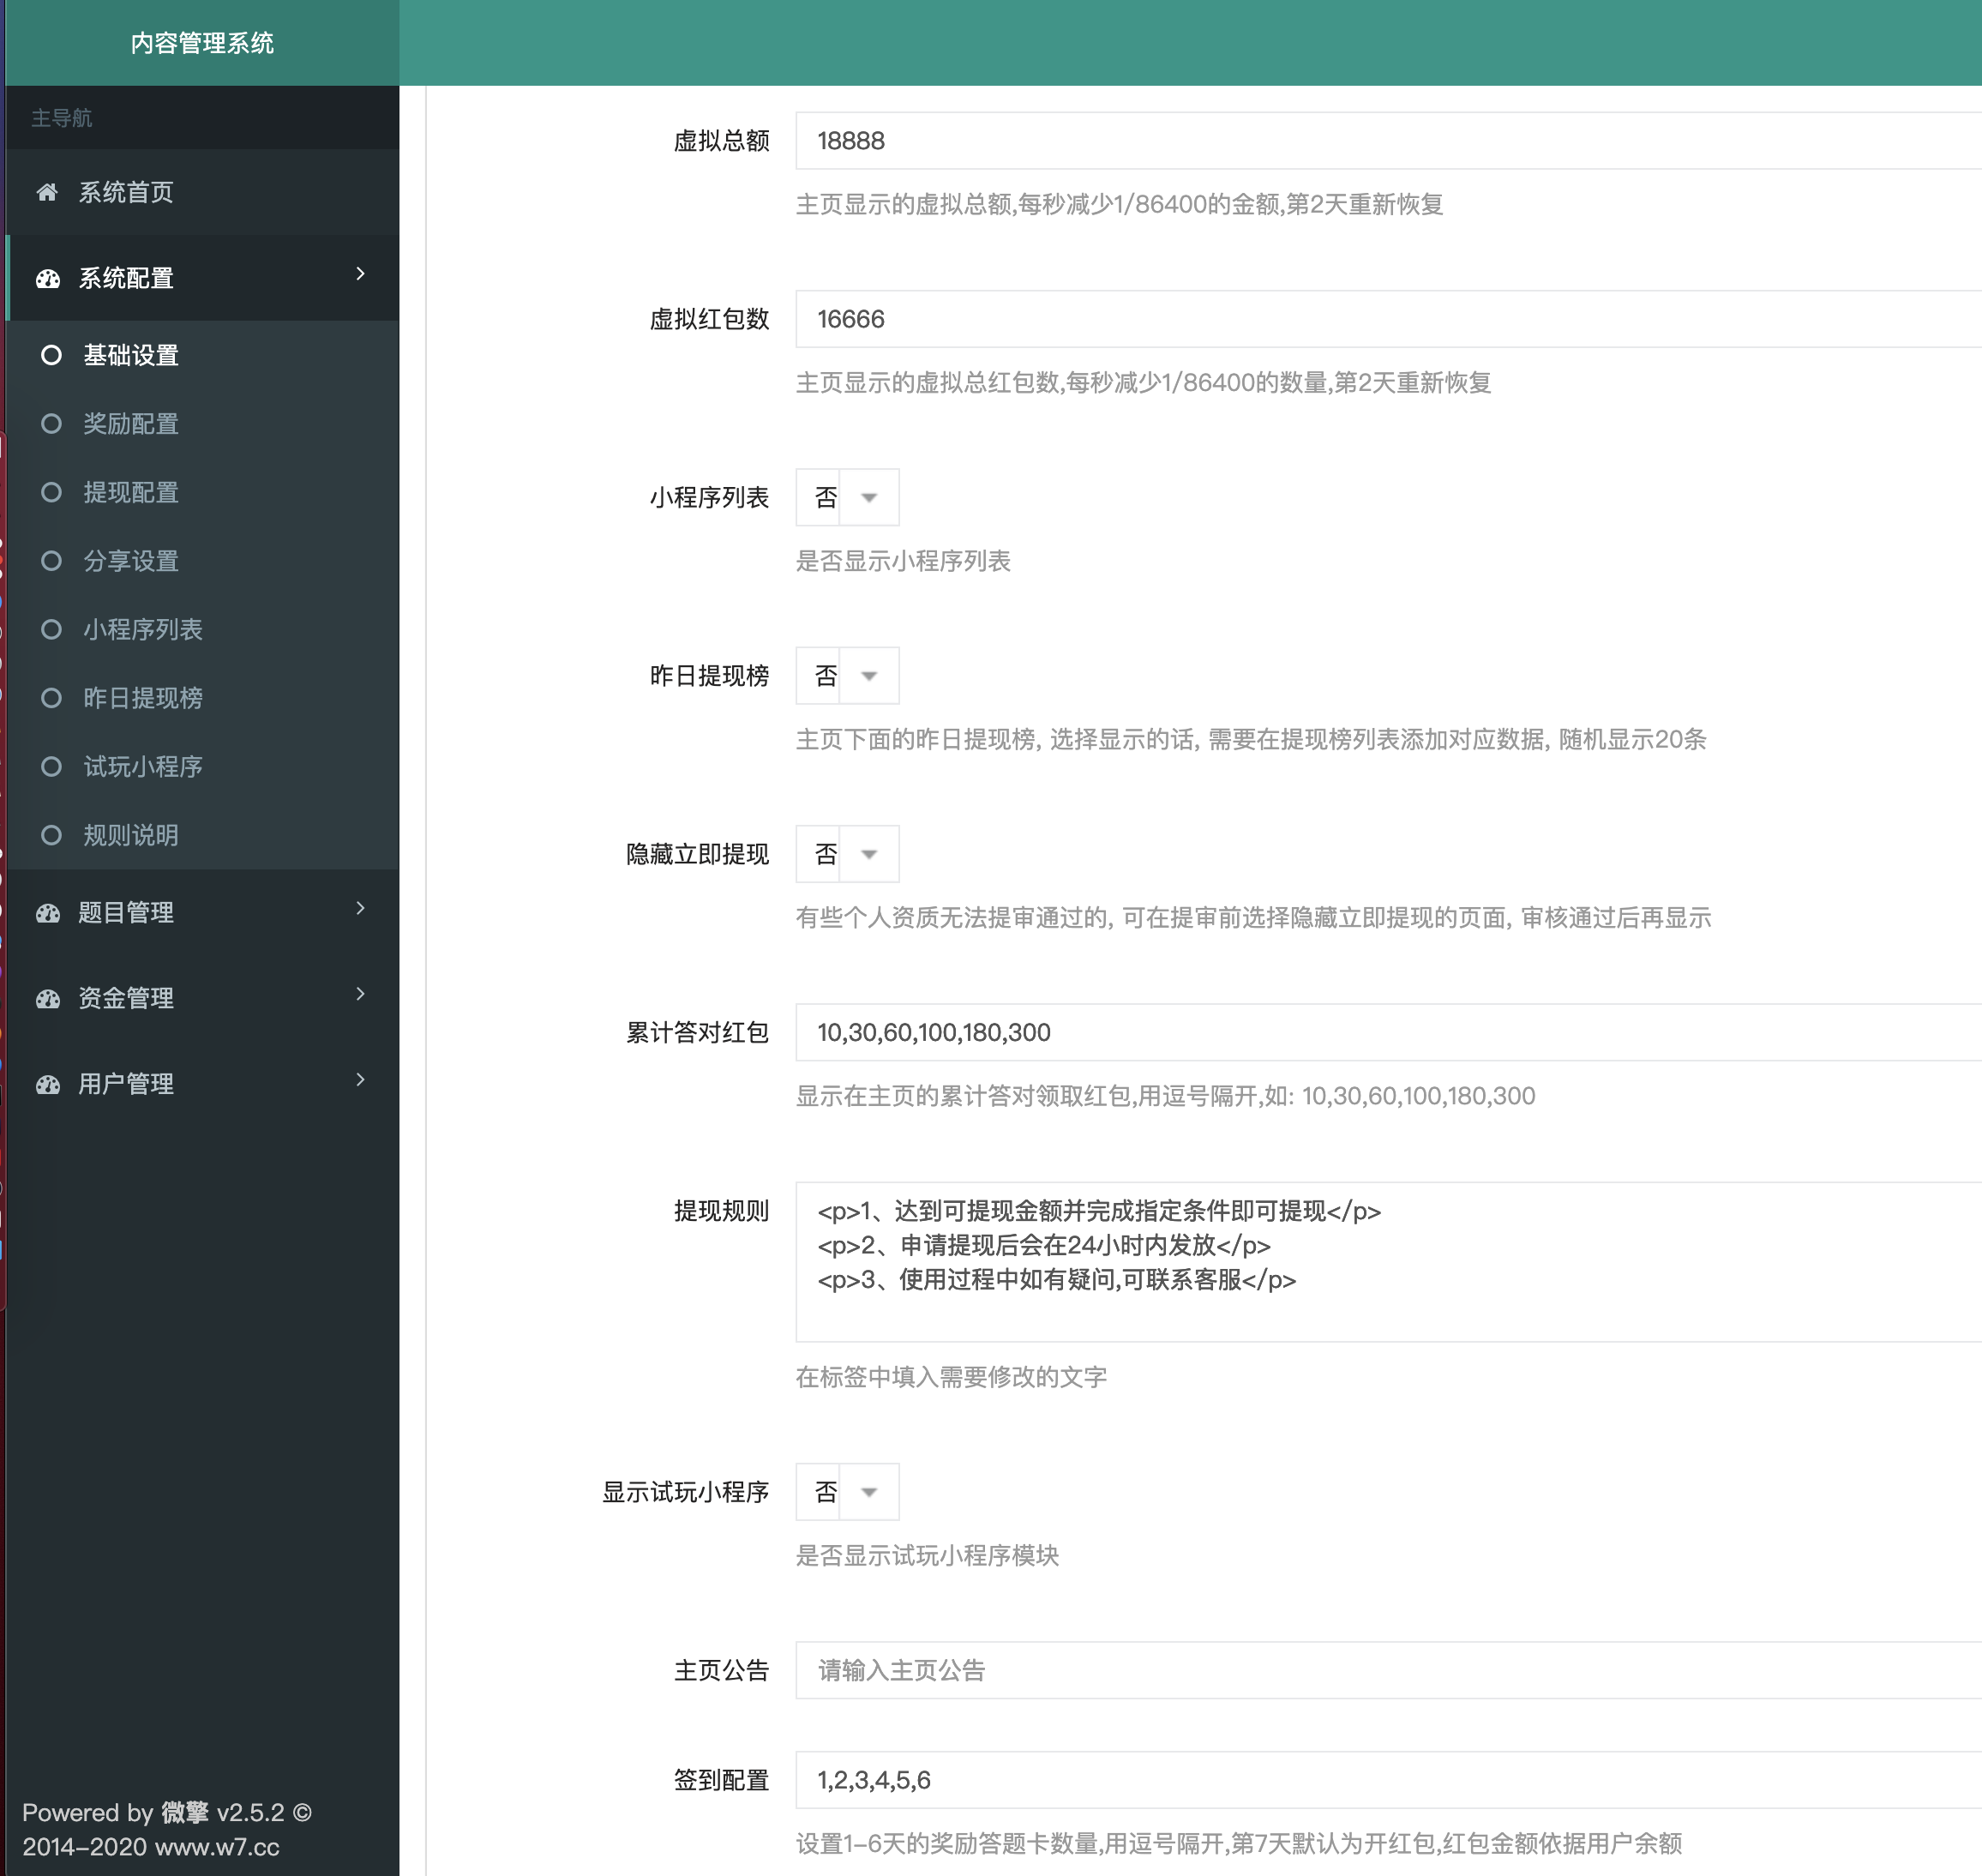 内容管理系统
主导航
系统首页
系统配置
基础设置
奖励配置
提现配置
分享设置
小程序列表
昨日提现榜
试玩小程序
规则说明
题目管理
资金管理
用户管理
Powered by 微擎 v2.5.2 ©
2014-2020 www.w7.cc
虚拟总额 18888
主页显示的虚拟总额,每秒减少1/86400的金额,第2天重新恢复
虚拟红包数 16666
主页显示的虚拟总红包数,每秒减少1/86400的数量,第2天重新恢复
小程序列表 否
是否显示小程序列表
昨日提现榜 否
主页下面的昨日提现榜, 选择显示的话, 需要在提现榜列表添加对应数据, 随机显示20条
隐藏立即提现 否
有些个人资质无法提审通过的, 可在提审前选择隐藏立即提现的页面, 审核通过后再显示
累计答对红包 10,30,60,100,180,300
显示在主页的累计答对领取红包,用逗号隔开,如: 10,30,60,100,180,300
提现规则 <p>1、达到可提现金额并完成指定条件即可提现</p>
<p>2、申请提现后会在24小时内发放</p>
<p>3、使用过程中如有疑问,可联系客服</p>
在标签中填入需要修改的文字
显示试玩小程序 否
是否显示试玩小程序模块
主页公告 请输入主页公告
签到配置 1,2,3,4,5,6
设置1-6天的奖励答题卡数量,用逗号隔开,第7天默认为开红包,红包金额依据用户余额